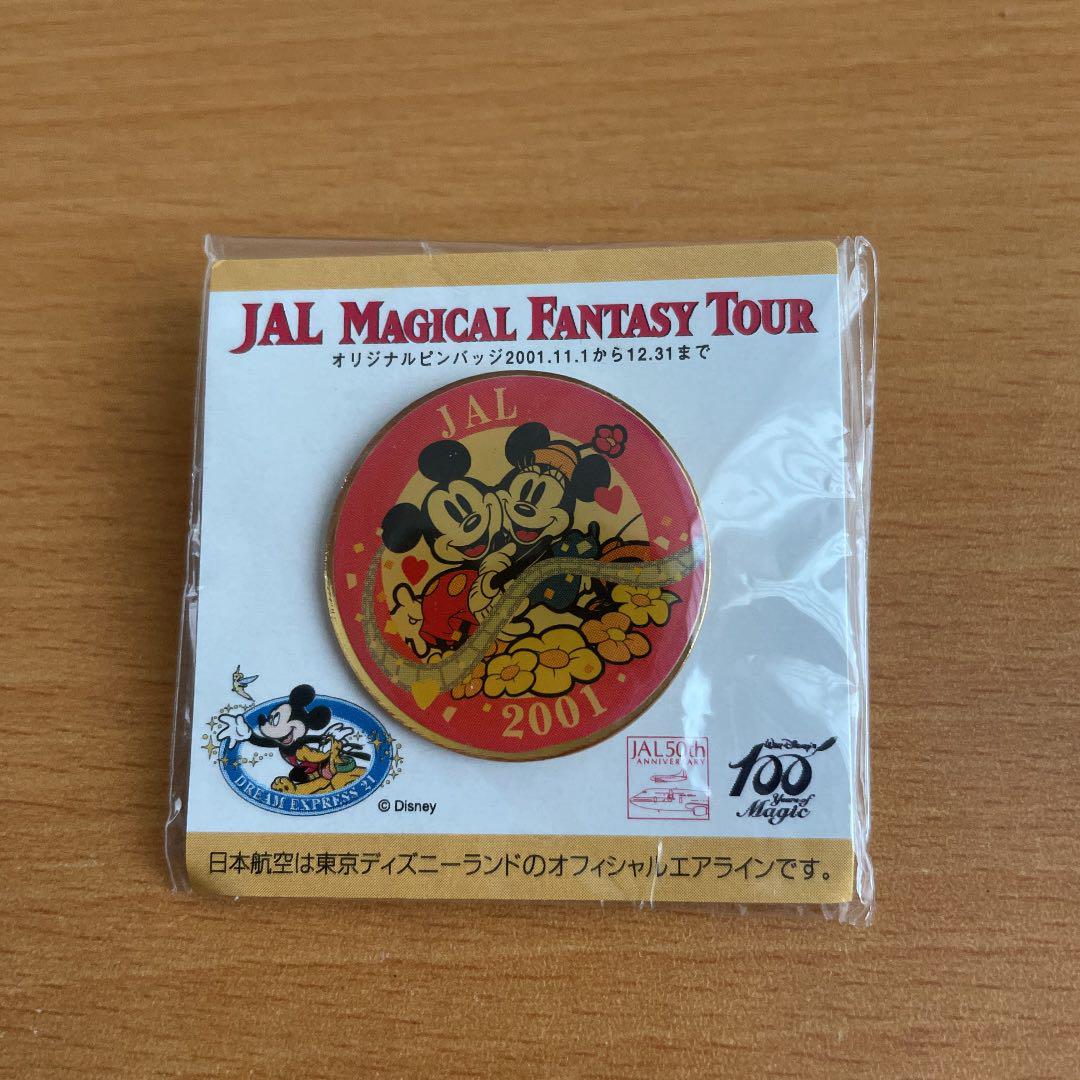 JAL MAGICAL FANTASY TOUR
オリジナルピンバッジ2001.11.1から12.31まで
JAL
2001
DREAM EXPRESS 21
© Disney
JAL50th
ANNIVERSARY
Walt Disney's
100
Years of
Magic
日本航空は東京ディズニーランドのオフィシャルエアラインです。